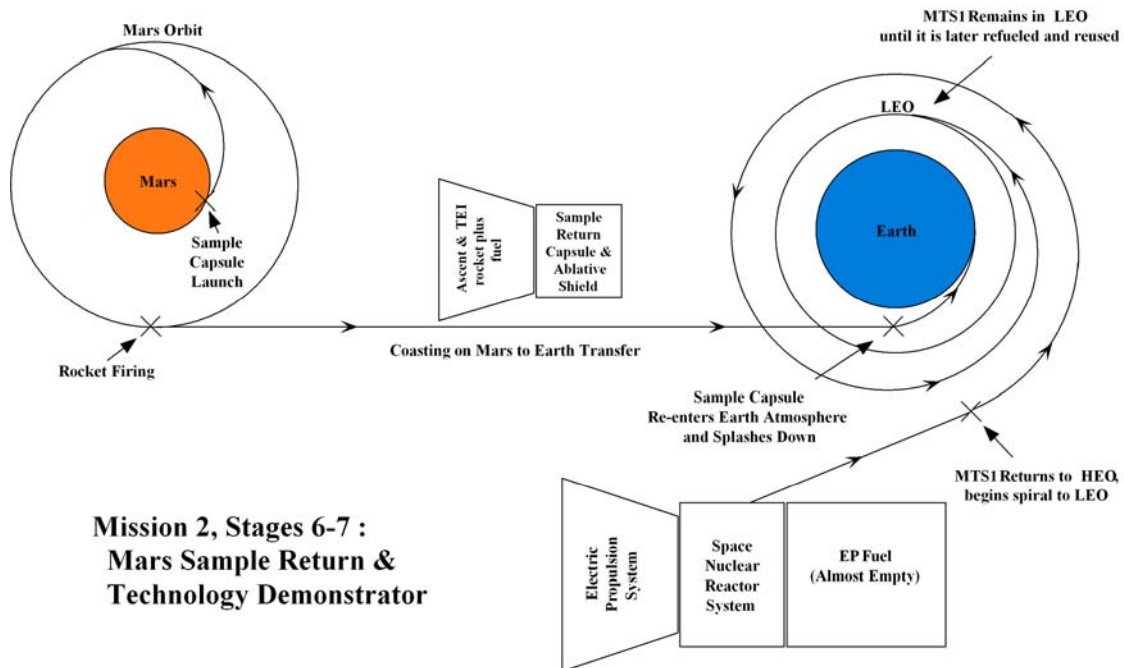 Mars Orbit
Mars
Sample
Capsule
Launch
Rocket Firing
Ascent & TEI
rocket plus
fuel
Sample
Return
Capsule &
Ablative
Shield
Coasting on Mars to Earth Transfer
MTS1 Remains in LEO
until it is later refueled and reused
LEO
Earth
Sample Capsule
Re-enters Earth Atmosphere
and Splashes Down
MTS1 Returns to HEO,
begins spiral to LEO
Mission 2, Stages 6-7 :
Mars Sample Return &
Technology Demonstrator
Electric
Propulsion
System
Space
Nuclear
Reactor
System
EP Fuel
(Almost Empty)